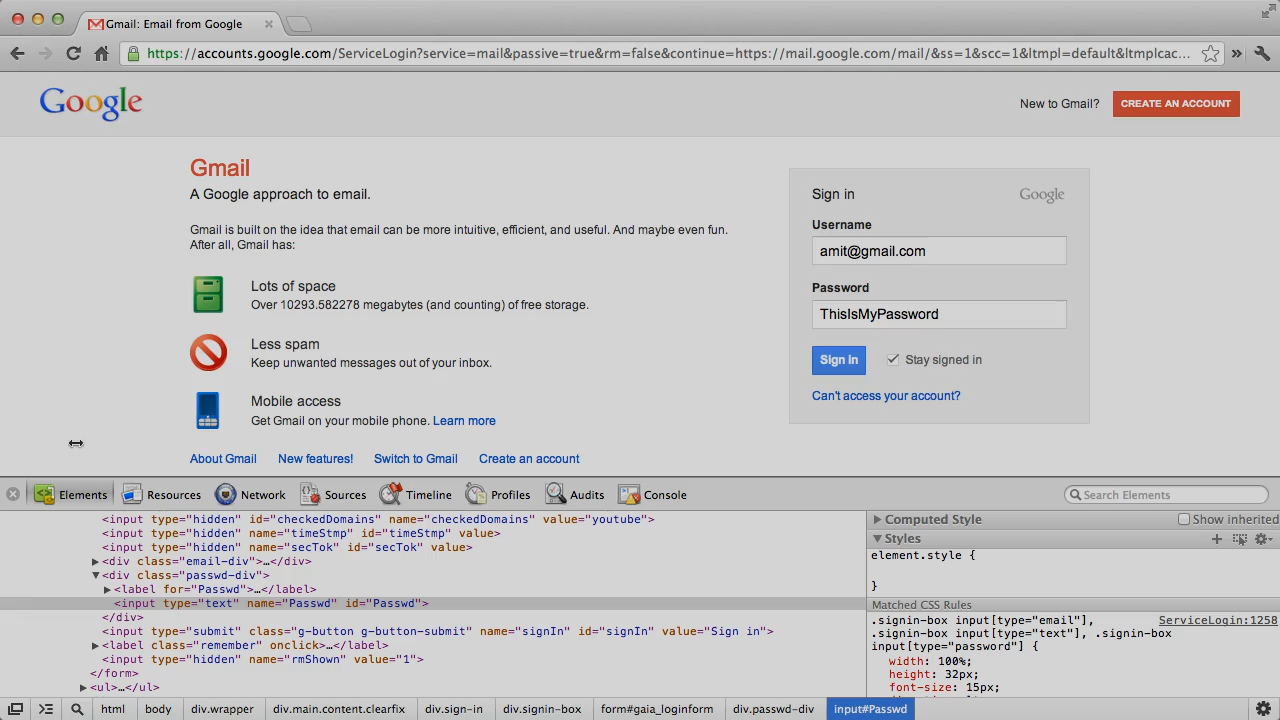 Gmail: Email from Google
https://accounts.google.com/ServiceLogin?service=mail&passive=true&rm=false&continue=https://mail.google.com/mail/&ss=1&scc=1&ltmpl=default&ltmplcac...
Google
New to Gmail? CREATE AN ACCOUNT
Gmail
A Google approach to email.
Gmail is built on the idea that email can be more intuitive, efficient, and useful. And maybe even fun.
After all, Gmail has:
Lots of space
Over 10293.582278 megabytes (and counting) of free storage.
Less spam
Keep unwanted messages out of your inbox.
Mobile access
Get Gmail on your mobile phone. Learn more
About Gmail New features! Switch to Gmail Create an account
Sign in Google
Username
amit@gmail.com
Password
ThisIsMyPassword
Sign In Stay signed in
Can't access your account?
Elements Resources Network Sources Timeline Profiles Audits Console Search Elements
<input type="hidden" id="checkedDomains" name="checkedDomains" value="youtube">
<input type="hidden" id="timeStmp" name="timeStmp" value>
<input type="hidden" name="secTok" id="secTok" value>
<div class="email-div">…</div>
<div class="passwd-div">
<label for="Passwd">…</label>
<input type="text" name="Passwd" id="Passwd">
</div>
<input type="submit" class="g-button g-button-submit" name="signIn" id="signIn" value="Sign in">
<label class="remember" onclick>…</label>
<input type="hidden" name="rmShown" value="1">
</form>
<ul>…</ul>
Computed Style Show inherited
Styles
element.style {
}
Matched CSS Rules
.signin-box input[type="email"], ServiceLogin:1258
.signin-box input[type="text"], .signin-box
input[type="password"] {
width: 100%;
height: 32px;
font-size: 15px;
html body div.wrapper div.main.content.clearfix div.sign-in div.signin-box form#gaia_loginform div.passwd-div input#Passwd